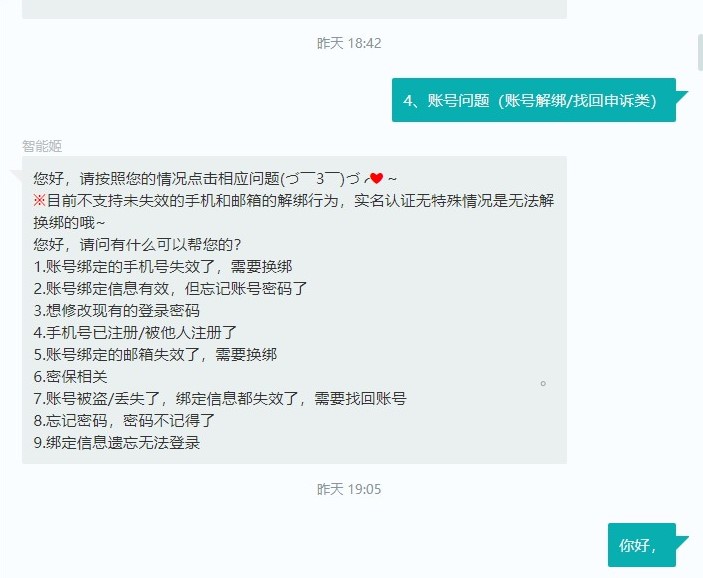 昨天 18:42
4、账号问题（账号解绑/找回申诉类）
智能姬
您好，请按照您的情况点击相应问题(づ￣3￣)づ╭❤～
※目前不支持未失效的手机和邮箱的解绑行为，实名认证无特殊情况是无法解
换绑的哦~
您好，请问有什么可以帮您的？
1.账号绑定的手机号失效了，需要换绑
2.账号绑定信息有效，但忘记账号密码了
3.想修改现有的登录密码
4.手机号已注册/被他人注册了
5.账号绑定的邮箱失效了，需要换绑
6.密保相关
。
7.账号被盗/丢失了，绑定信息都失效了，需要找回账号
8.忘记密码，密码不记得了
9.绑定信息遗忘无法登录
昨天 19:05
你好，